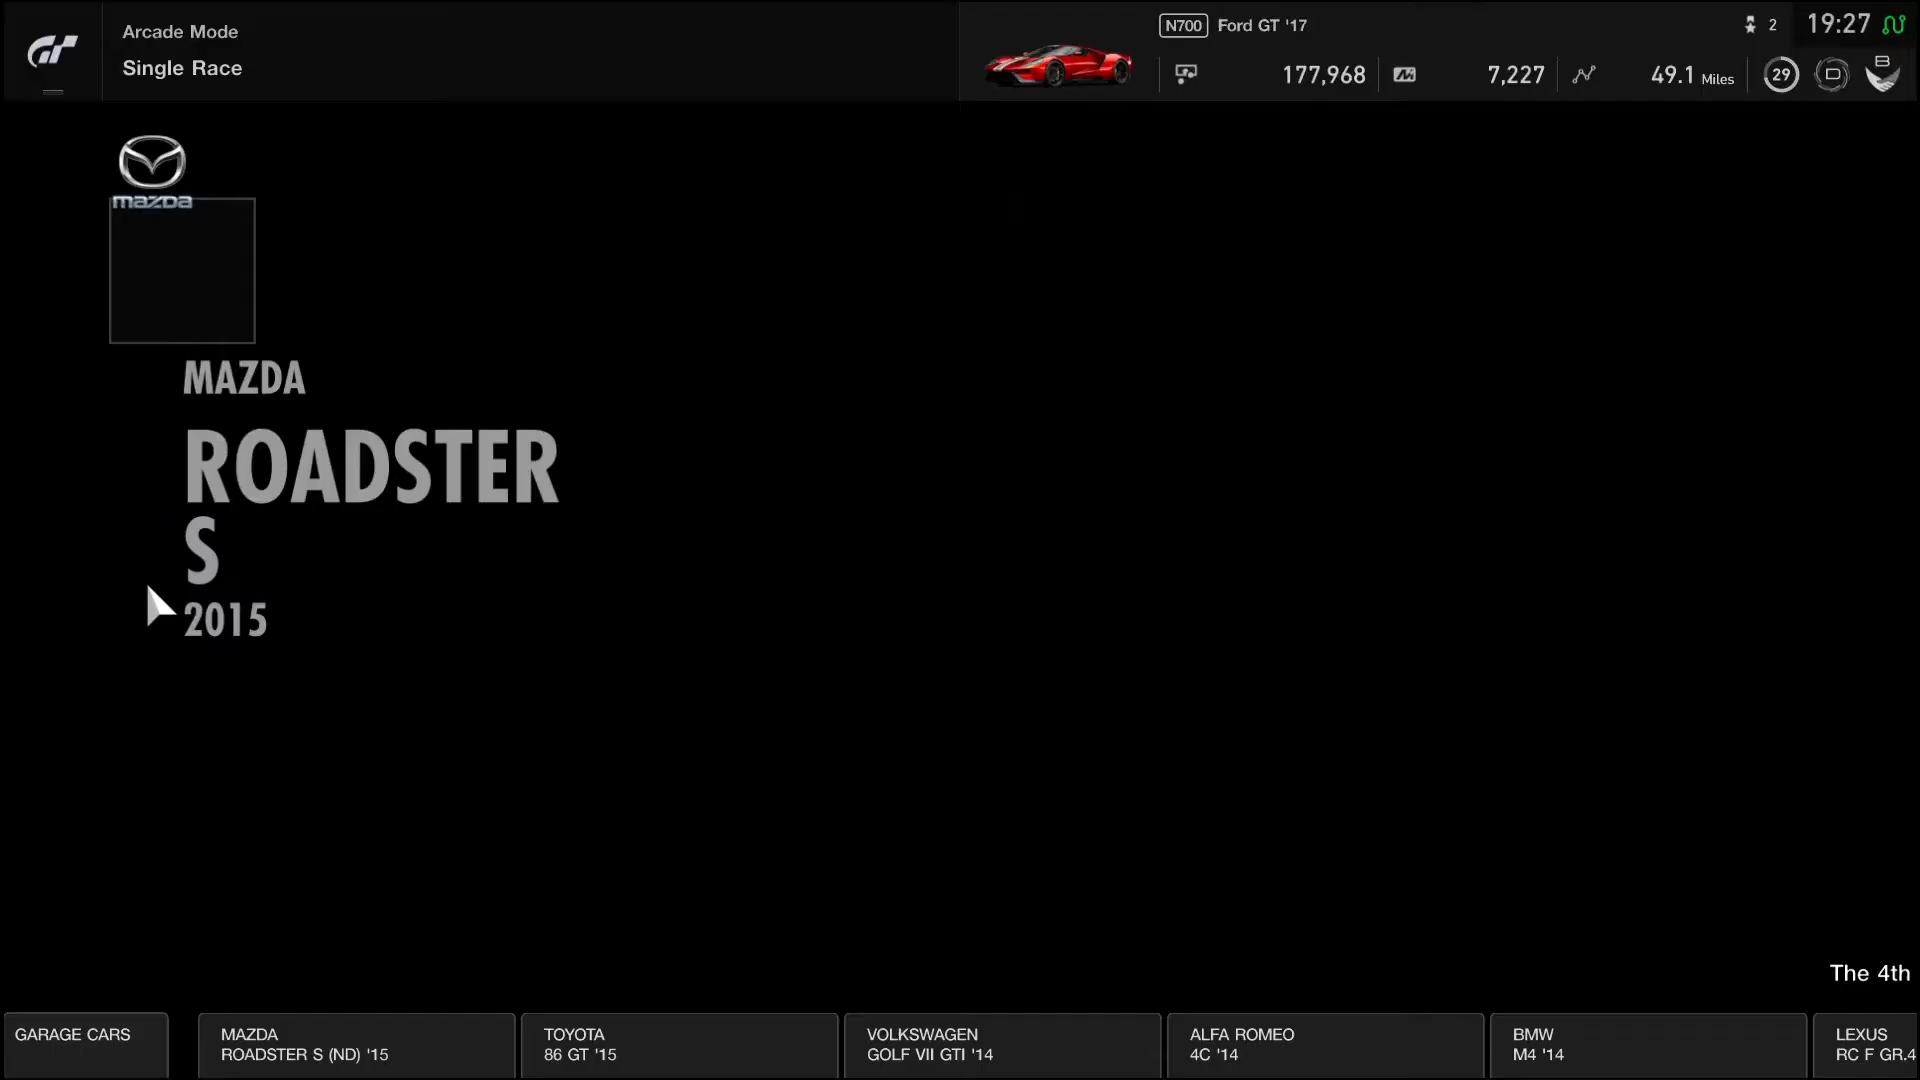 Arcade Mode
Single Race
N700 Ford GT '17
2
19:27
177,968
7,227
49.1 Miles
29
D
B
mazda
MAZDA
ROADSTER
S
2015
The 4th
GARAGE CARS
MAZDA
ROADSTER S (ND) '15
TOYOTA
86 GT '15
VOLKSWAGEN
GOLF VII GTI '14
ALFA ROMEO
4C '14
BMW
M4 '14
LEXUS
RC F GR.4